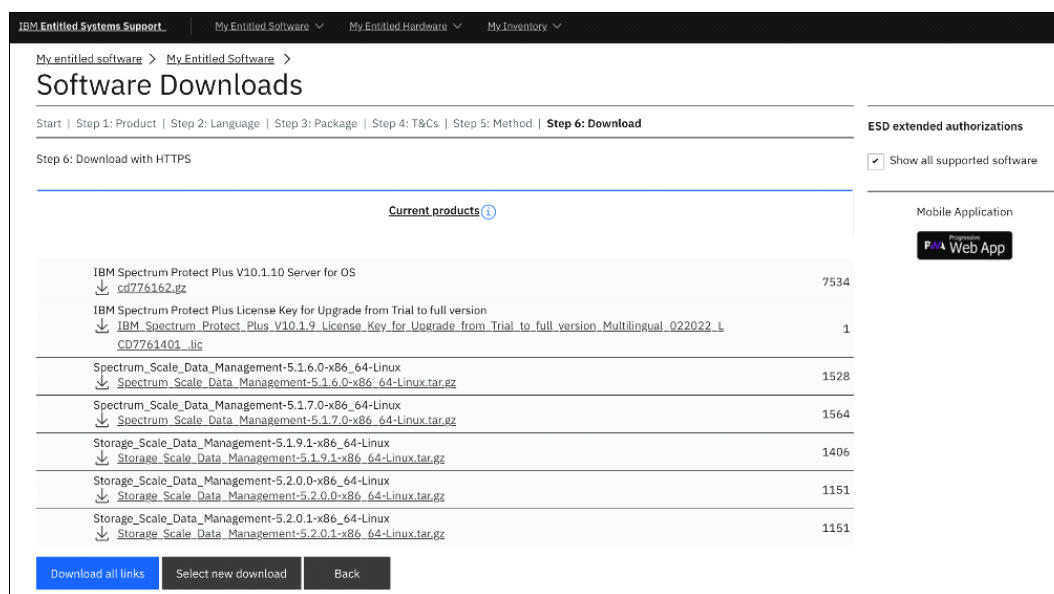 IBM Entitled Systems Support
My Entitled Software
My Entitled Hardware
My Inventory
My entitled software > My Entitled Software >
Software Downloads
Start | Step 1: Product | Step 2: Language | Step 3: Package | Step 4: T&Cs | Step 5: Method | Step 6: Download
Step 6: Download with HTTPS
Current products
IBM Spectrum Protect Plus V10.1.10 Server for OS
cd776162.gz
7534
IBM Spectrum Protect Plus License Key for Upgrade from Trial to full version
IBM_Spectrum_Protect_Plus_V10.1.9_License_Key_for_Upgrade_from_Trial_to_full_version_Multilingual_022022_L
CD7761401_.lic
1
Spectrum_Scale_Data_Management-5.1.6.0-x86_64-Linux
Spectrum_Scale_Data_Management-5.1.6.0-x86_64-Linux.tar.gz
1528
Spectrum_Scale_Data_Management-5.1.7.0-x86_64-Linux
Spectrum_Scale_Data_Management-5.1.7.0-x86_64-Linux.tar.gz
1564
Storage_Scale_Data_Management-5.1.9.1-x86_64-Linux
Storage_Scale_Data_Management-5.1.9.1-x86_64-Linux.tar.gz
1406
Storage_Scale_Data_Management-5.2.0.0-x86_64-Linux
Storage_Scale_Data_Management-5.2.0.0-x86_64-Linux.tar.gz
1151
Storage_Scale_Data_Management-5.2.0.1-x86_64-Linux
Storage_Scale_Data_Management-5.2.0.1-x86_64-Linux.tar.gz
1151
Download all links
Select new download
Back
ESD extended authorizations
Show all supported software
Mobile Application
PWA Progressive Web App